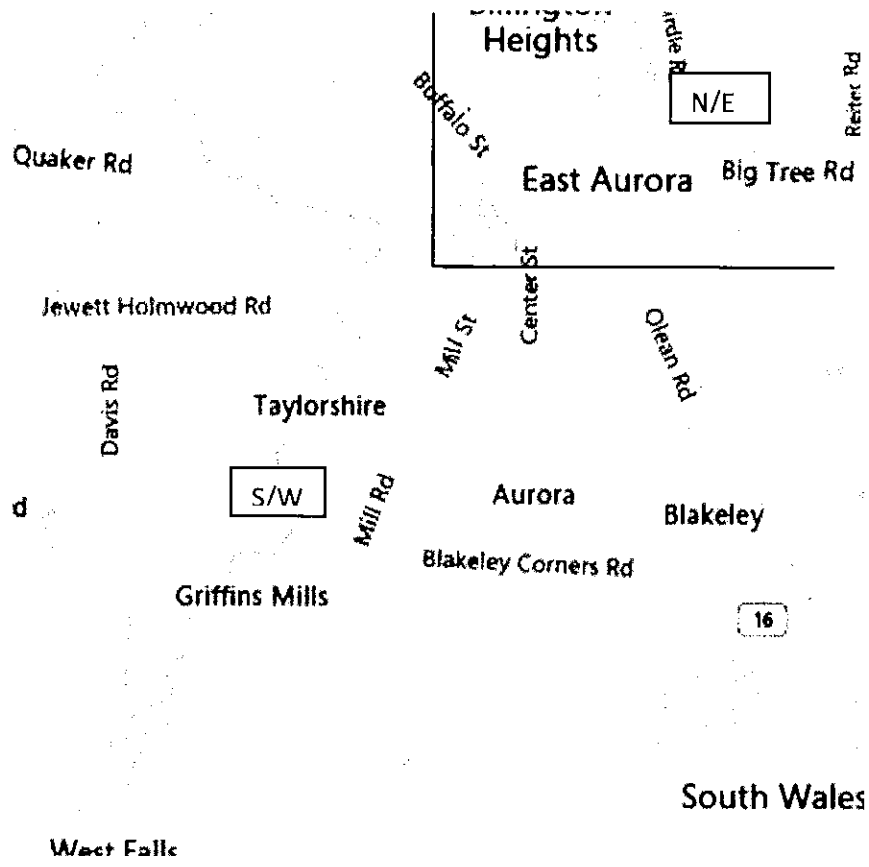 Heights
Birdie Rd
N/E
Reiter Rd
Buffalo St
Quaker Rd
East Aurora
Big Tree Rd
Center St
Jewett Holmwood Rd
Mill St
Olean Rd
Davis Rd
Taylorshire
S/W
Mill Rd
Aurora
Blakeley
d
Blakeley Corners Rd
Griffins Mills
16
South Wales
West Falls